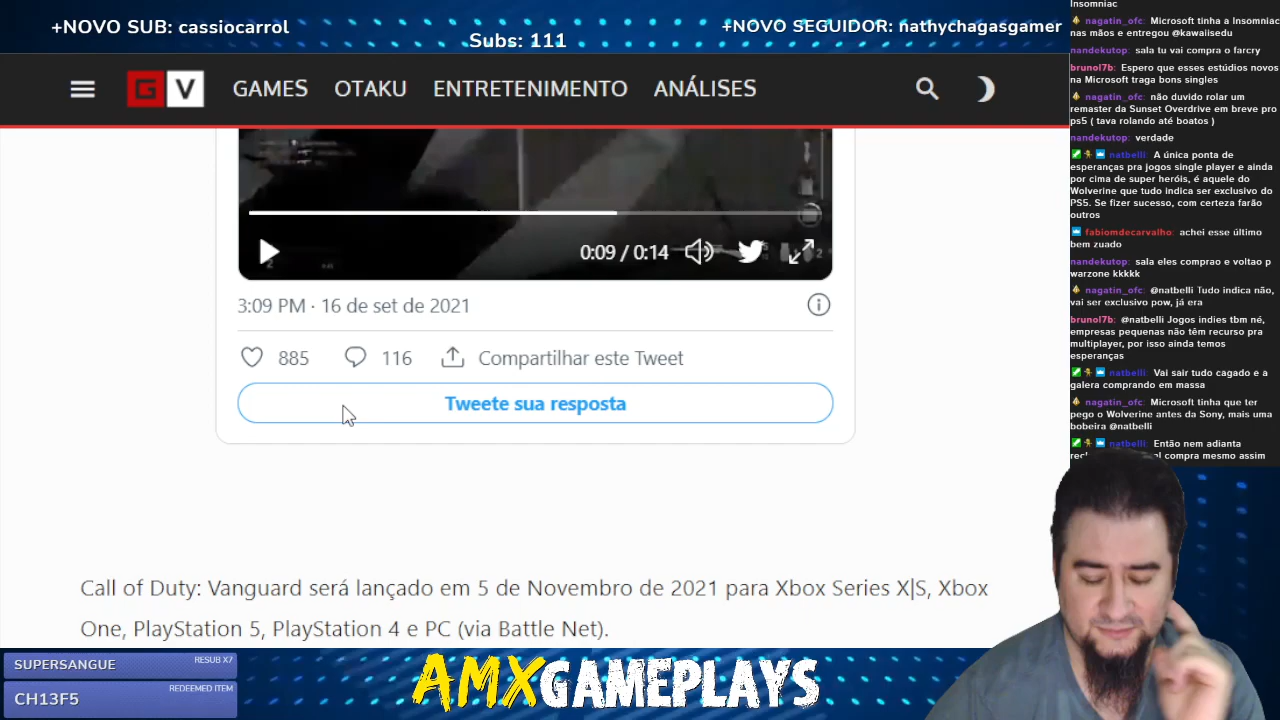 +NOVO SUB: cassiocarrol
Subs: 111
+NOVO SEGUIDOR: nathychagasgamer
GV
GAMES
OTAKU
ENTRETENIMENTO
ANÁLISES
0:09 / 0:14
3:09 PM · 16 de set de 2021
885
116
Compartilhar este Tweet
Tweete sua resposta
Call of Duty: Vanguard será lançado em 5 de Novembro de 2021 para Xbox Series X|S, Xbox
One, PlayStation 5, PlayStation 4 e PC (via Battle Net).
Insomniac
nagatin_ofc: Microsoft tinha a Insomniac
nas mãos e entregou @kawaiisedu
nandekutop: sala tu vai compra o farcry
brunol7b: Espero que esses estúdios novos
na Microsoft traga bons singles
nagatin_ofc: não duvido rolar um
remaster da Sunset Overdrive em breve pro
ps5 ( tava rolando até boatos )
nandekutop: verdade
natbelli: A única ponta de
esperanças pra jogos single player e ainda
por cima de super heróis, é aquele do
Wolverine que tudo indica ser exclusivo do
PS5. Se fizer sucesso, com certeza farão
outros
fabiomdecarvalho: achei esse último
bem zuado
nandekutop: sala eles comprao e voltao p
warzone kkkkk
nagatin_ofc: @natbelli Tudo indica não,
vai ser exclusivo pow, já era
brunol7b: @natbelli Jogos indies tbm né,
empresas pequenas não têm recurso pra
multiplayer, por isso ainda temos
esperanças
natbelli: Vai sair tudo cagado e a
galera comprando em massa
nagatin_ofc: Microsoft tinha que ter
pego o Wolverine antes da Sony, mais uma
bobeira @natbelli
natbelli: Então nem adianta
compra mesmo assim
SUPERSANGUE
RESUB X7
CH13F5
REDEEMED ITEM
AMXGAMEPLAYS